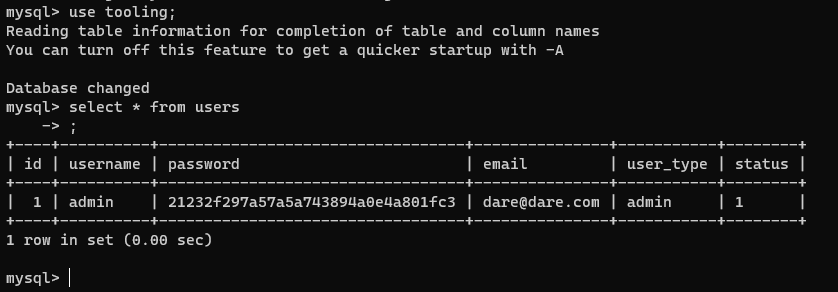 mysql> use tooling;
Reading table information for completion of table and column names
You can turn off this feature to get a quicker startup with -A
Database changed
mysql> select * from users
    -> ;
+----+----------+----------------------------------+---------------+-----------+--------+
| id | username | password                         | email         | user_type | status |
+----+----------+----------------------------------+---------------+-----------+--------+
|  1 | admin    | 21232f297a57a5a743894a0e4a801fc3 | dare@dare.com | admin     | 1      |
+----+----------+----------------------------------+---------------+-----------+--------+
1 row in set (0.00 sec)
mysql>